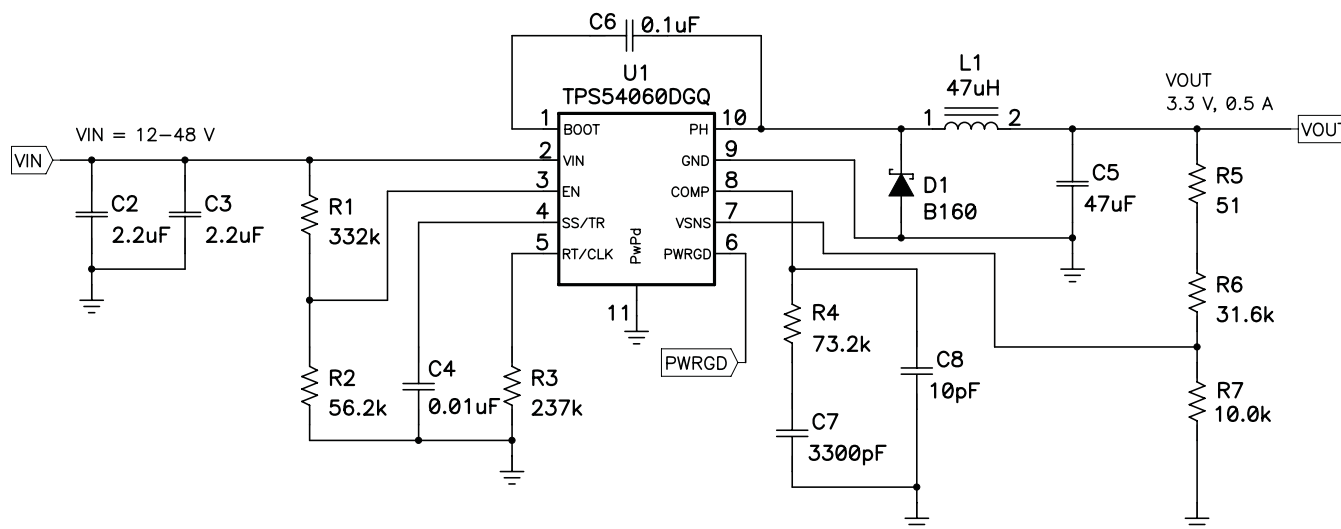 C6
0.1uF
U1
TPS54060DGQ
L1
47uH
VOUT
3.3 V, 0.5 A
VIN = 12-48 V
VIN
1
BOOT
PH
10
1
2
VOUT
2
VIN
GND
9
3
EN
COMP
8
4
SS/TR
VSNS
7
5
RT/CLK
PWRGD
6
PwPd
11
C2
2.2uF
C3
2.2uF
R1
332k
D1
B160
C5
47uF
R5
51
R6
31.6k
R4
73.2k
PWRGD
C8
10pF
R2
56.2k
C4
0.01uF
R3
237k
R7
10.0k
C7
3300pF